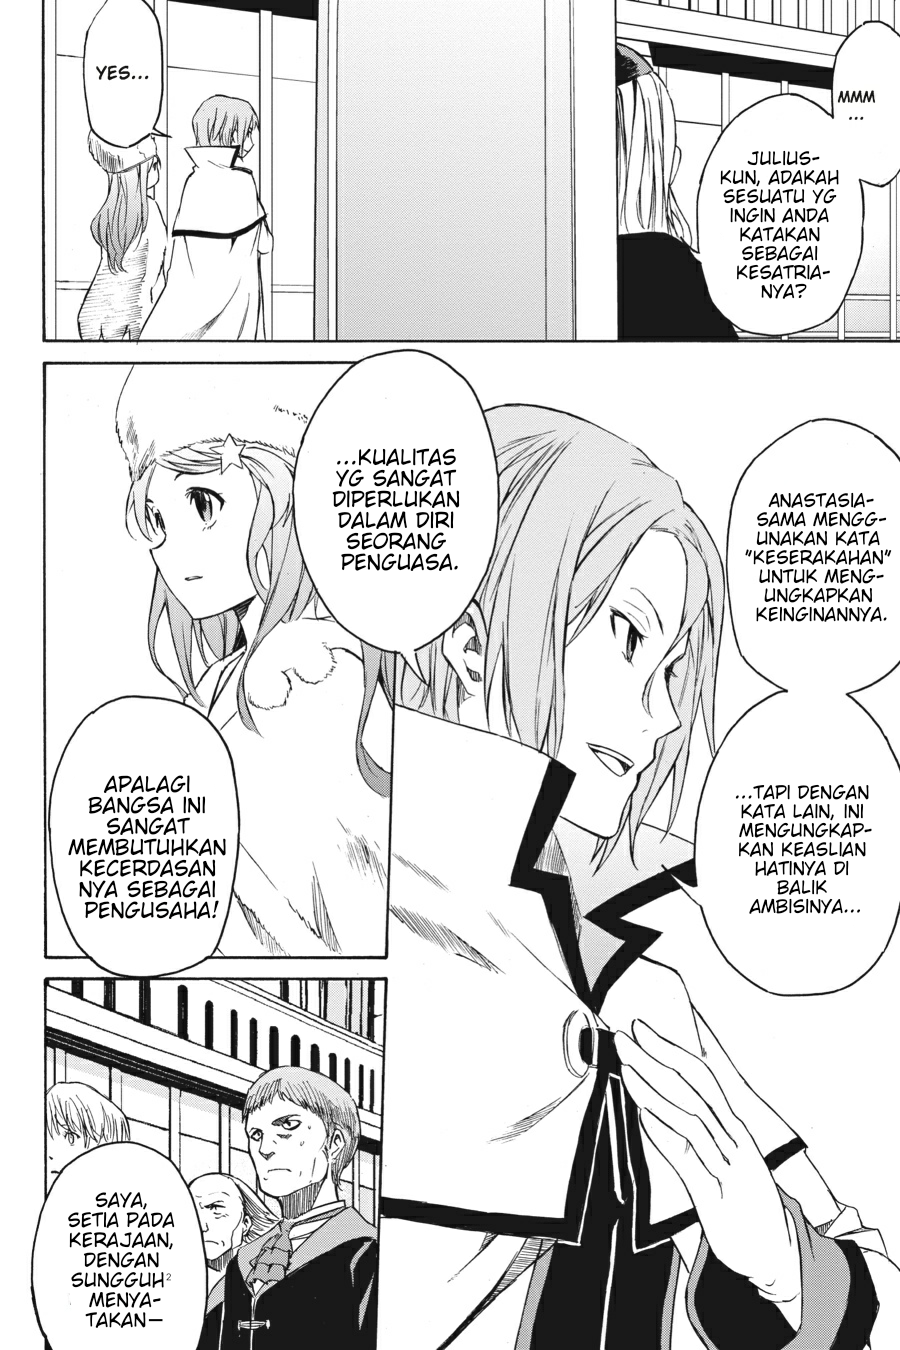 MMM
...
JULIUS-
KUN, ADAKAH
SESUATU YG
INGIN ANDA
KATAKAN
SEBAGAI
KESATRIA-
NYA?
YES...
ANASTASIA-
SAMA MENGG-
UNAKAN KATA
"KESERAKAHAN"
UNTUK MENG-
UNGKAPKAN
KEINGINANNYA.
...TAPI DENGAN
KATA LAIN, INI
MENGUNGKAP-
KAN KEASLIAN
HATINYA DI
BALIK
AMBISINYA...
...KUALITAS
YG SANGAT
DIPERLUKAN
DALAM DIRI
SEORANG
PENGUASA.
APALAGI
BANGSA INI
SANGAT
MEMBUTUHKAN
KECERDASAN
NYA SEBAGAI
PENGUSAHA!
SAYA,
SETIA PADA
KERAJAAN,
DENGAN
SUNGGUH²
MENYA-
TAKAN—